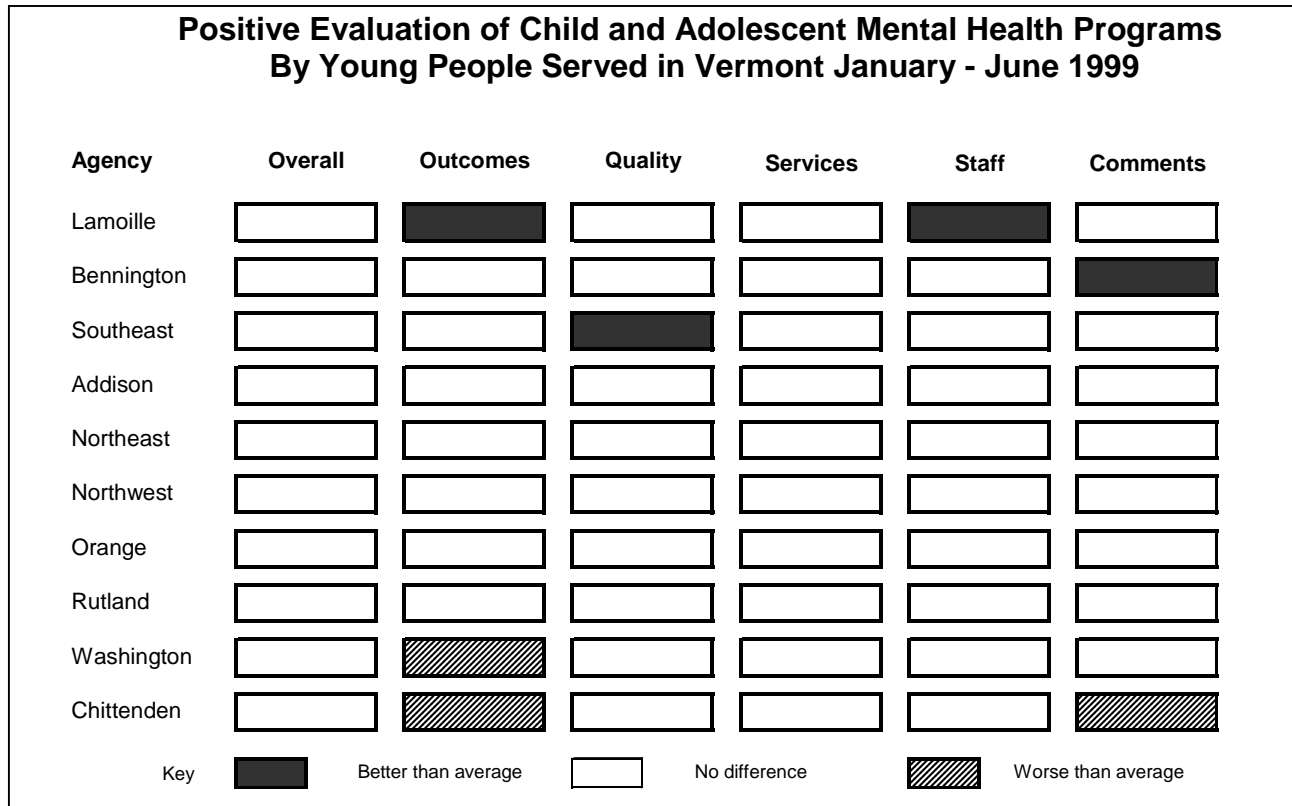 Positive Evaluation of Child and Adolescent Mental Health Programs
By Young People Served in Vermont January - June 1999
Agency Overall Outcomes Quality Services Staff Comments
Lamoille
Bennington
Southeast
Addison
Northeast
Northwest
Orange
Rutland
Washington
Chittenden
Key Better than average No difference Worse than average